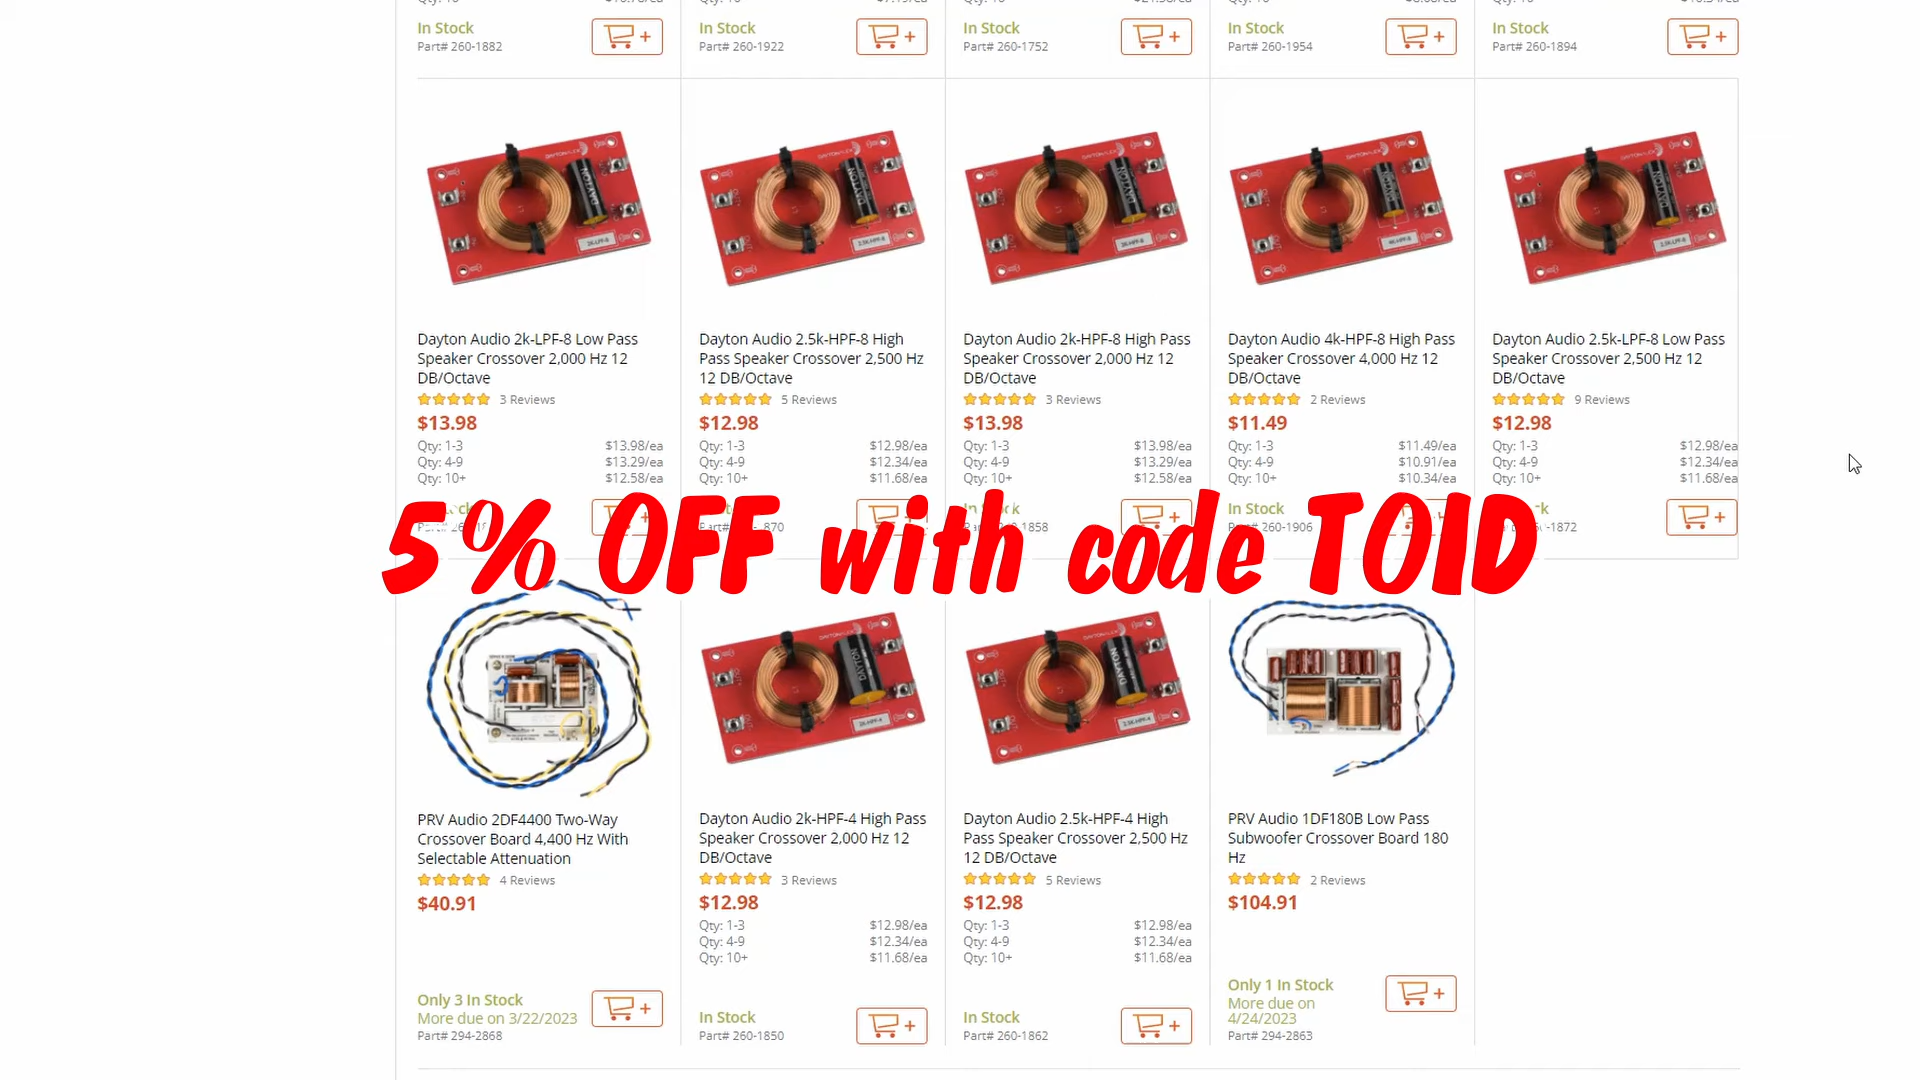 In Stock
Part# 260-1882
In Stock
Part# 260-1922
In Stock
Part# 260-1752
In Stock
Part# 260-1954
In Stock
Part# 260-1894
Dayton Audio 2k-LPF-8 Low Pass
Speaker Crossover 2,000 Hz 12
DB/Octave
3 Reviews
$13.98
Qty: 1-3 $13.98/ea
Qty: 4-9 $13.29/ea
Qty: 10+ $12.58/ea
Dayton Audio 2.5k-HPF-8 High
Pass Speaker Crossover 2,500 Hz
12 DB/Octave
5 Reviews
$12.98
Qty: 1-3 $12.98/ea
Qty: 4-9 $12.34/ea
Qty: 10+ $11.68/ea
Dayton Audio 2k-HPF-8 High Pass
Speaker Crossover 2,000 Hz 12
DB/Octave
3 Reviews
$13.98
Qty: 1-3 $13.98/ea
Qty: 4-9 $13.29/ea
Qty: 10+ $12.58/ea
Dayton Audio 4k-HPF-8 High Pass
Speaker Crossover 4,000 Hz 12
DB/Octave
2 Reviews
$11.49
Qty: 1-3 $11.49/ea
Qty: 4-9 $10.91/ea
Qty: 10+ $10.34/ea
In Stock
Part# 260-1906
Dayton Audio 2.5k-LPF-8 Low Pass
Speaker Crossover 2,500 Hz 12
DB/Octave
9 Reviews
$12.98
Qty: 1-3 $12.98/ea
Qty: 4-9 $12.34/ea
Qty: 10+ $11.68/ea
5% OFF with code TOID
PRV Audio 2DF4400 Two-Way
Crossover Board 4,400 Hz With
Selectable Attenuation
4 Reviews
$40.91
Only 3 In Stock
More due on 3/22/2023
Part# 294-2868
Dayton Audio 2k-HPF-4 High Pass
Speaker Crossover 2,000 Hz 12
DB/Octave
3 Reviews
$12.98
Qty: 1-3 $12.98/ea
Qty: 4-9 $12.34/ea
Qty: 10+ $11.68/ea
In Stock
Part# 260-1850
Dayton Audio 2.5k-HPF-4 High
Pass Speaker Crossover 2,500 Hz
12 DB/Octave
5 Reviews
$12.98
Qty: 1-3 $12.98/ea
Qty: 4-9 $12.34/ea
Qty: 10+ $11.68/ea
In Stock
Part# 260-1862
PRV Audio 1DF180B Low Pass
Subwoofer Crossover Board 180
Hz
2 Reviews
$104.91
Only 1 In Stock
More due on
4/24/2023
Part# 294-2863